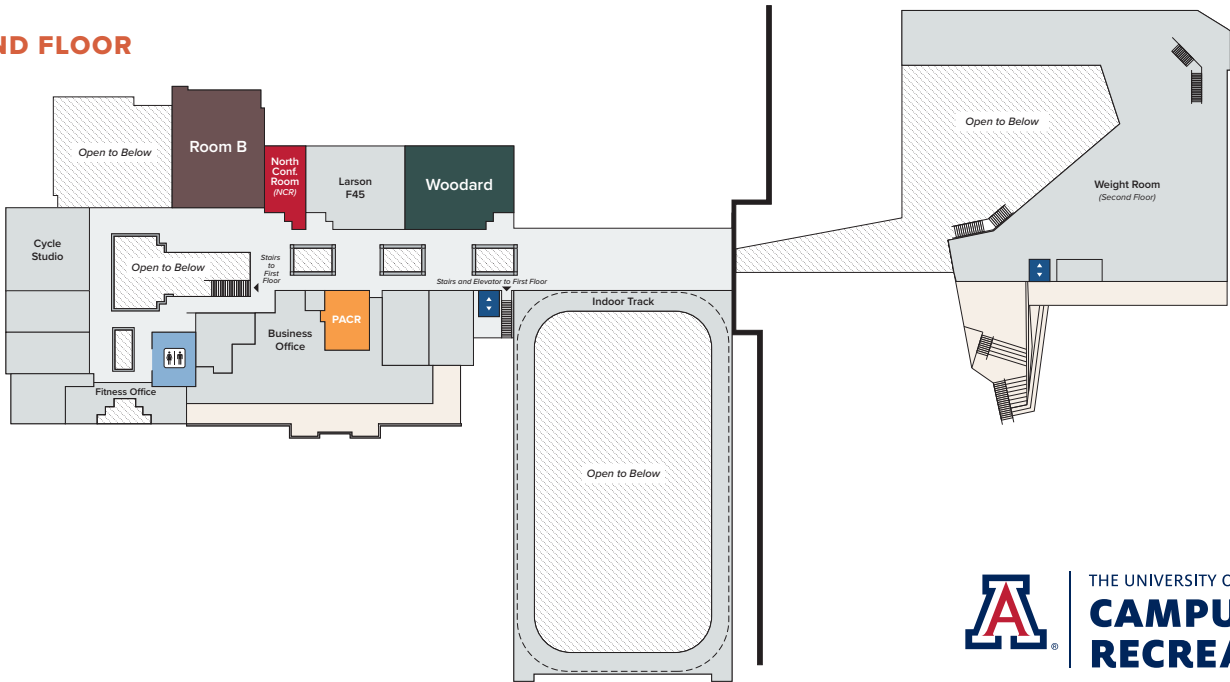 ND FLOOR
Open to Below
Room B
North
Conf.
Room
(NCR)
Larson
F45
Woodard
Open to Below
Weight Room
(Second Floor)
Cycle
Studio
Open to Below
Stairs
to
First
Floor
Stairs and Elevator to First Floor
Indoor Track
PACR
Business
Office
Fitness Office
Open to Below
A
®
THE UNIVERSITY O
CAMPU
RECREA